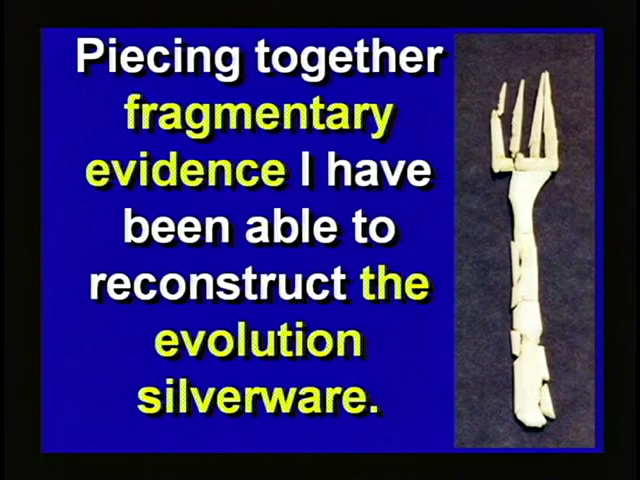 Piecing together
fragmentary
evidence I have
been able to
reconstruct the
evolution
silverware.